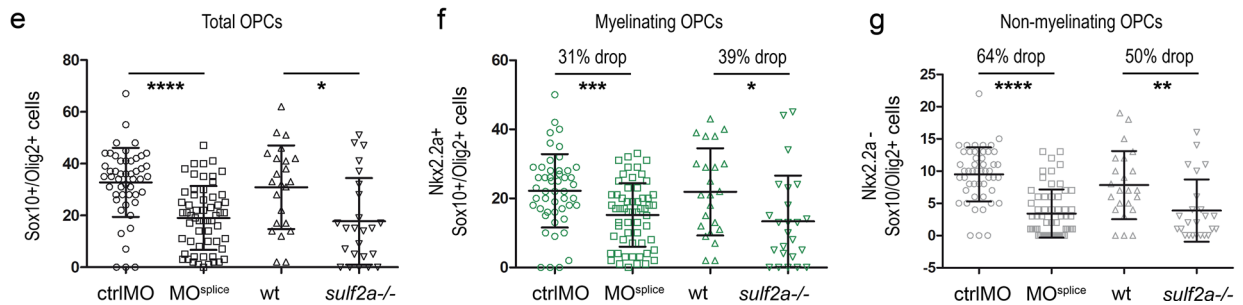 e
Total OPCs
Sox10+/Olig2+ cells
80
60
40
20
0
****
*
ctrlMO
MOsplice
wt
sulf2a-/-
f
Myelinating OPCs
31% drop
39% drop
Nkx2.2a+
Sox10+/Olig2+ cells
60
40
20
0
***
*
ctrlMO
MOsplice
wt
sulf2a-/-
g
Non-myelinating OPCs
64% drop
50% drop
Nkx2.2a -
Sox10/Olig2+ cells
25
20
15
10
5
0
-5
****
**
ctrlMO
MOsplice
wt
sulf2a-/-